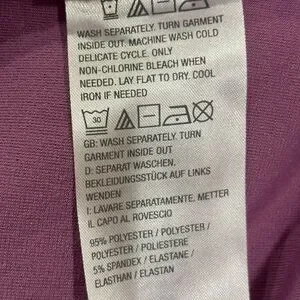 WASH SEPARATELY. TURN GARMENT
INSIDE OUT. MACHINE WASH COLD
DELICATE CYCLE. ONLY
NON-CHLORINE BLEACH WHEN
NEEDED. LAY FLAT TO DRY. COOL
IRON IF NEEDED
30
GB: WASH SEPARATELY. TURN
GARMENT INSIDE OUT
D: SEPARAT WASCHEN.
BEKLEIDUNGSSTÜCK AUF LINKS
WENDEN
I: LAVARE SEPARATAMENTE. METTER
IL CAPO AL ROVESCIO
95% POLYESTER / POLYESTER /
POLYESTER / POLIESTERE
5% SPANDEX / ELASTANE /
ELASTHAN / ELASTAN